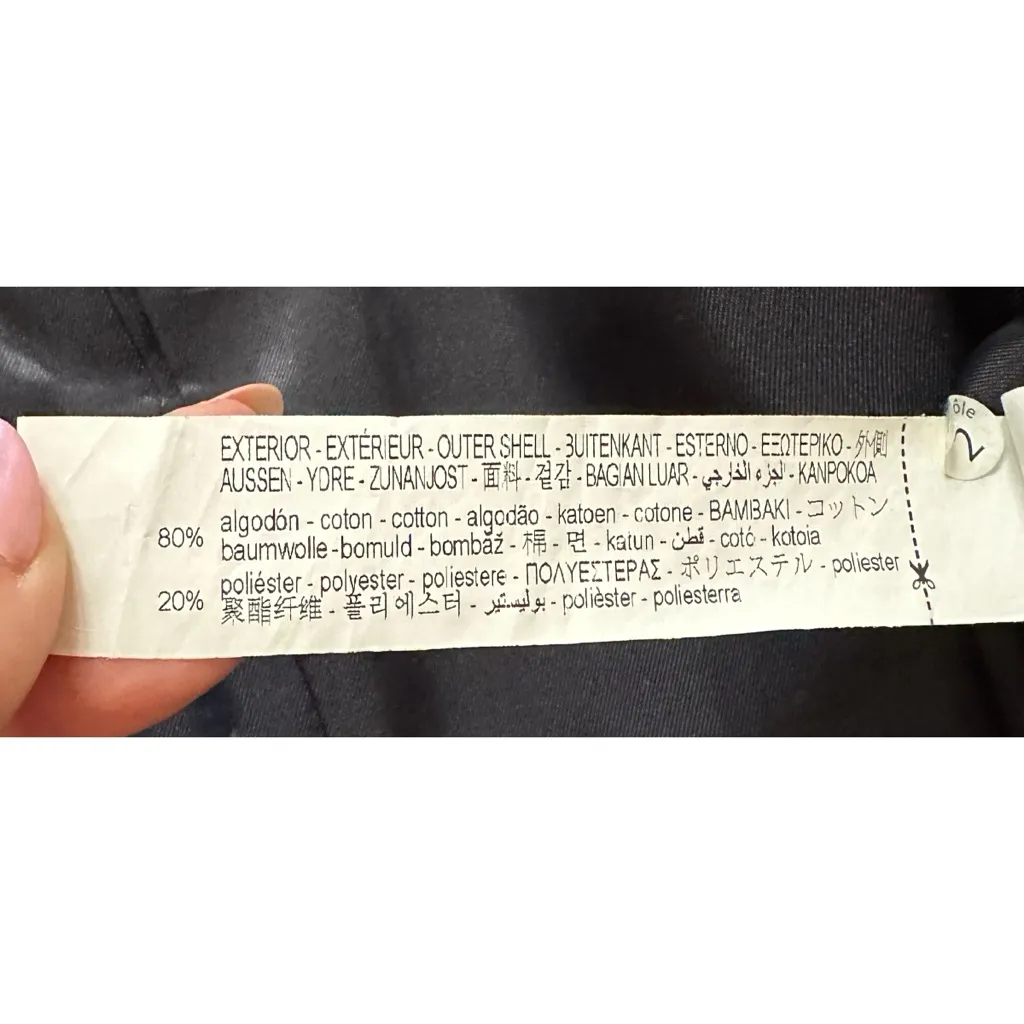 EXTERIOR - EXTÉRIEUR - OUTER SHELL - BUITENKANT - ESTERNO - ΕΞΩΤΕΡΙΚΟ - 外側
AUSSEN - YDRE - ZUNANJOST - 面料 - 겉감 - BAGIAN LUAR - الجزء الخارجي - KANPOKOA
80% algodón - coton - cotton - algodão - katoen - cotone - BAMBAKI - コットン
baumwolle - bomuld - bombăž - 棉 - 면 - katun - قطن - cotó - kotoia
20% poliéster - polyester - poliestere - ΠΟΛΥΕΣΤΕΡΑΣ - ポリエステル - poliester
聚酯纤维 - 폴리에스터 - بوليستير - polièster - poliesterra
ôle
2